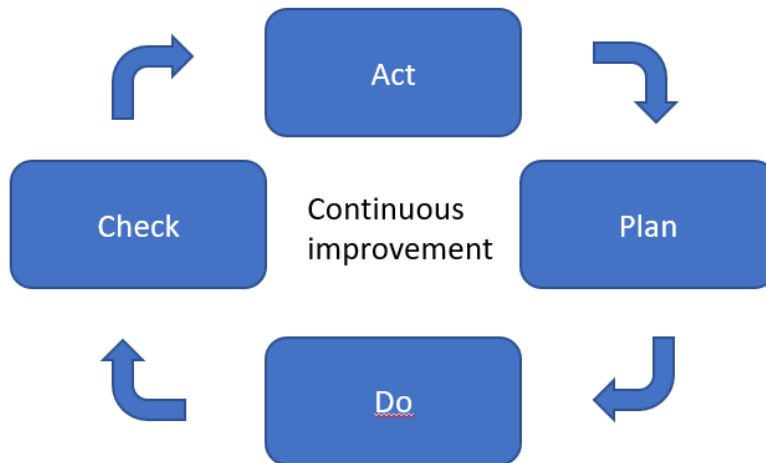 Act
Check
Continuous
improvement
Plan
Do